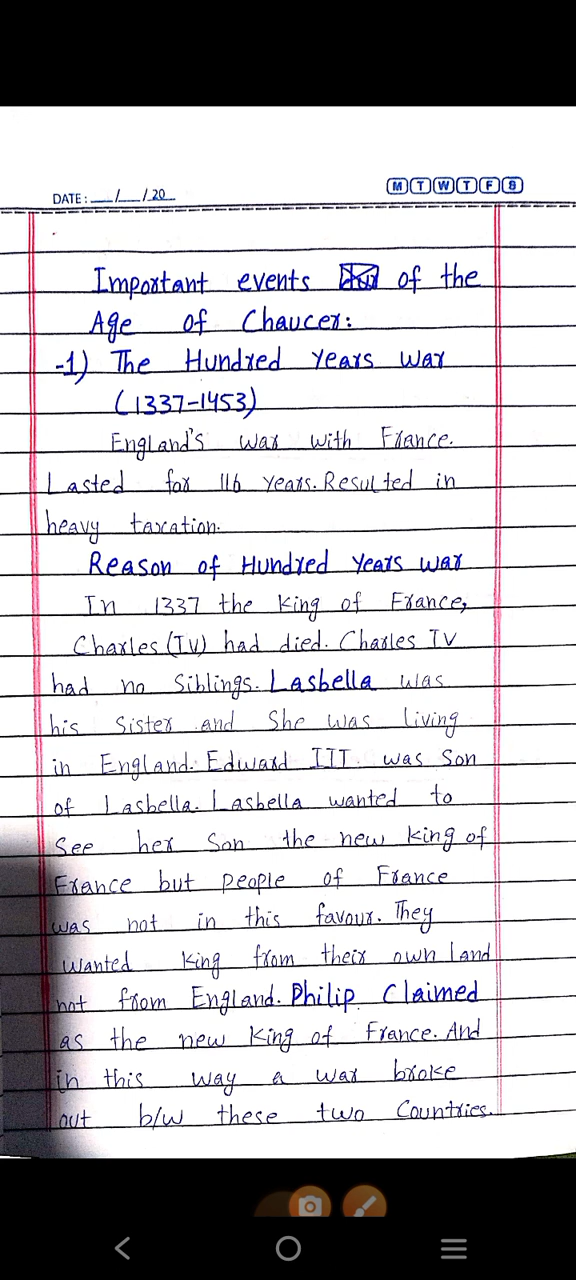 DATE: __/__/20__
M T W T F S
Important events of the
Age of Chaucer:
-1) The Hundred Years War
(1337-1453)
England's war with France.
Lasted for 116 years. Resulted in
heavy taxation.
Reason of Hundred Years War
In 1337 the king of France,
Charles (IV) had died. Charles IV
had no Siblings. Lasbella was
his Sister and She was living
in England. Edward III was Son
of Lasbella. Lasbella wanted to
See her Son the new king of
France but people of France
was not in this favour. They
wanted king from their own land
not from England. Philip Claimed
as the new king of France. And
in this way a war broke
out b/w these two Countries.